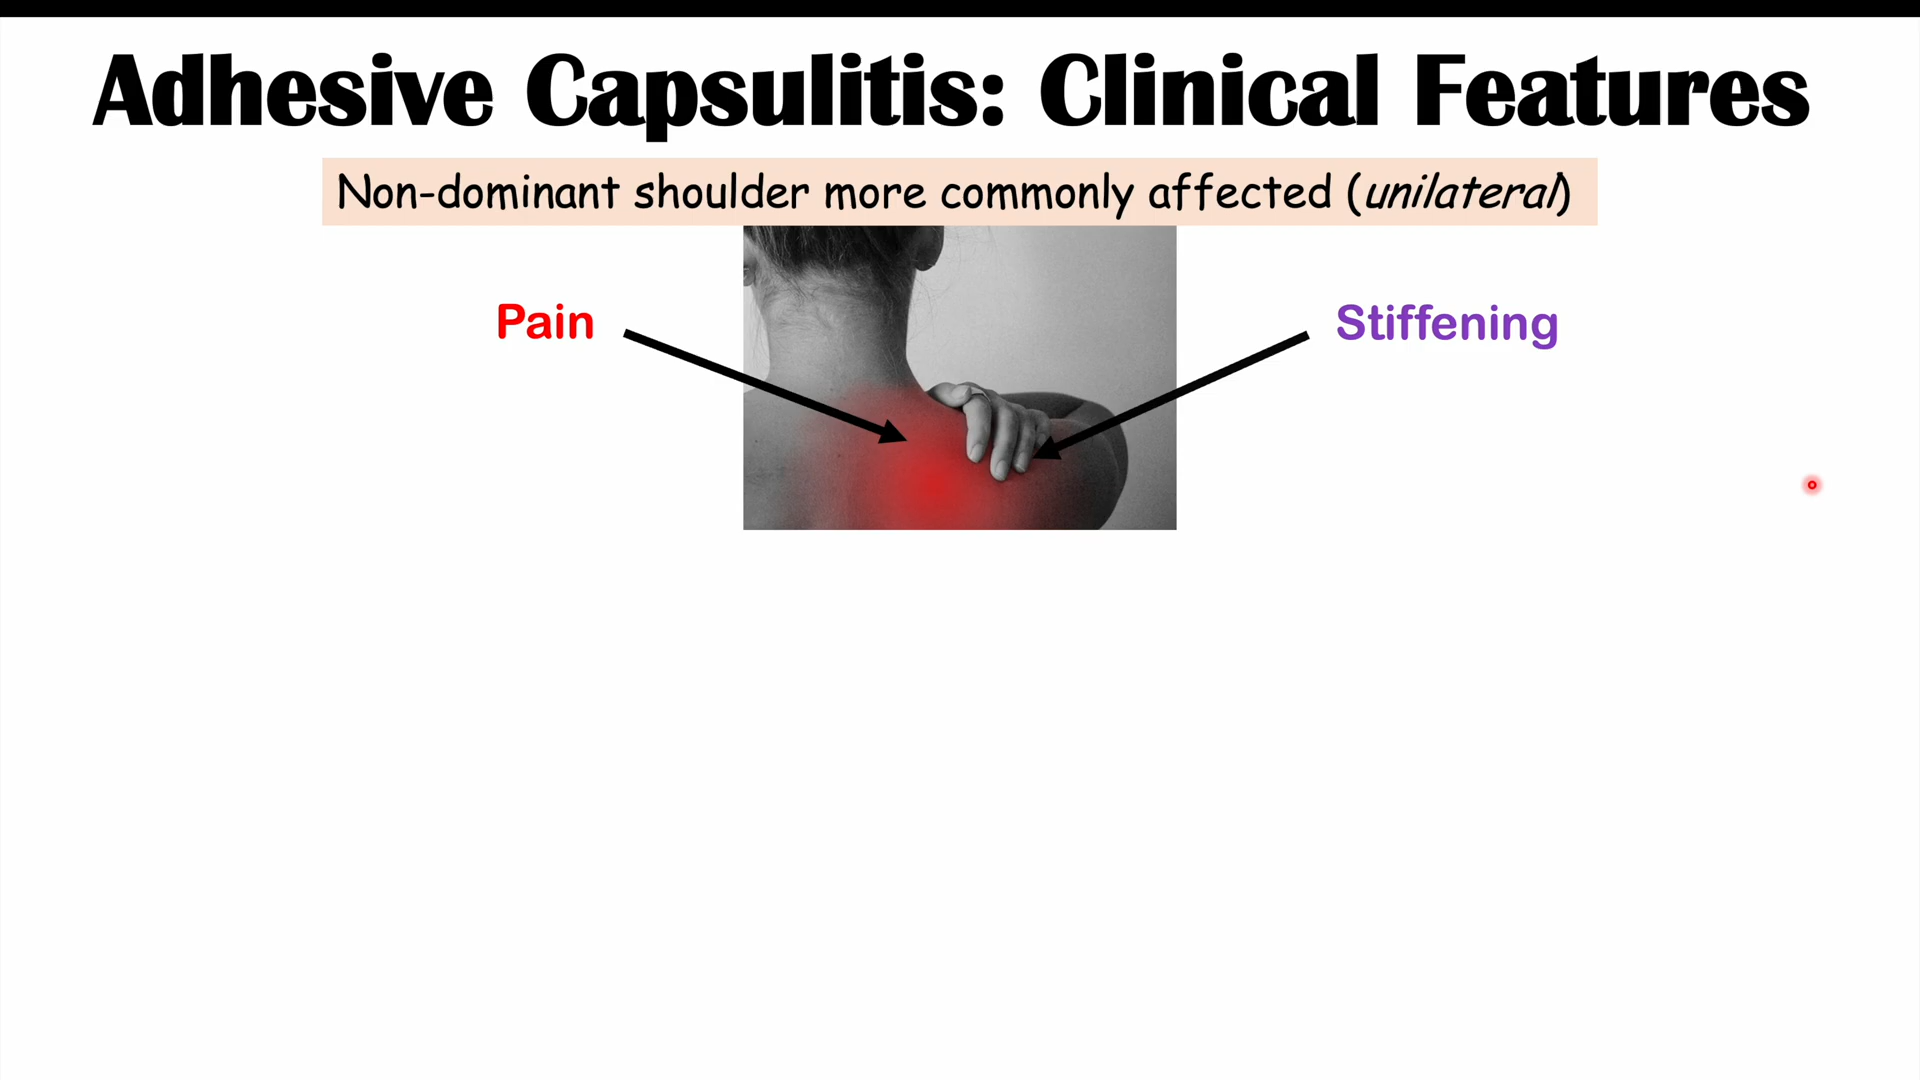 Adhesive Capsulitis: Clinical Features
Non-dominant shoulder more commonly affected (unilateral)
Pain
Stiffening